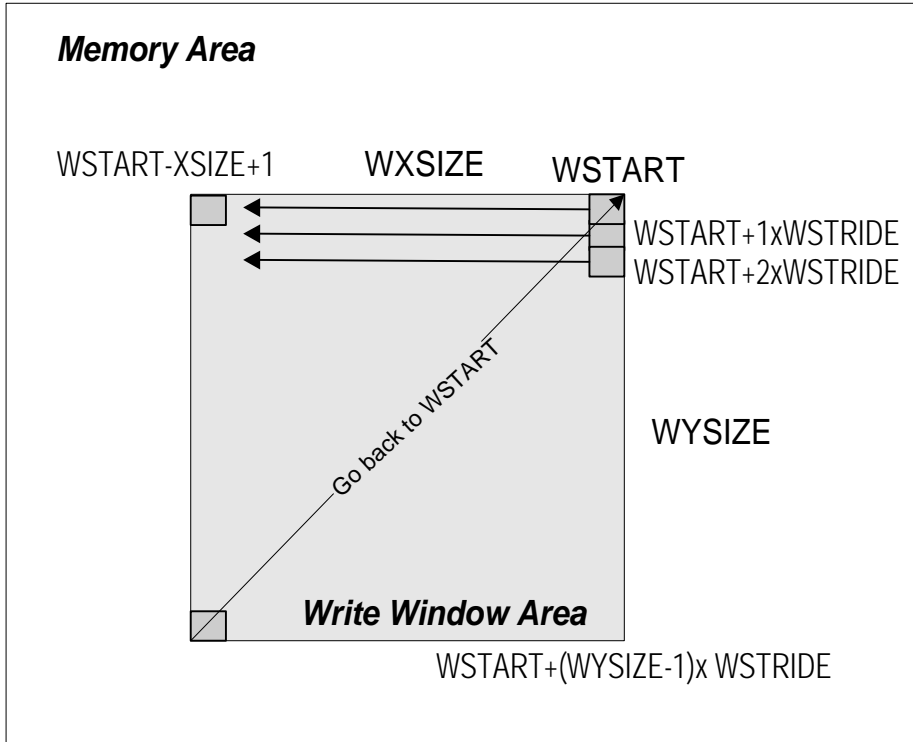 Memory Area
WSTART-XSIZE+1
WXSIZE
WSTART
WSTART+1xWSTRIDE
WSTART+2xWSTRIDE
Go back to WSTART
WYSIZE
Write Window Area
WSTART+(WYSIZE-1)x WSTRIDE